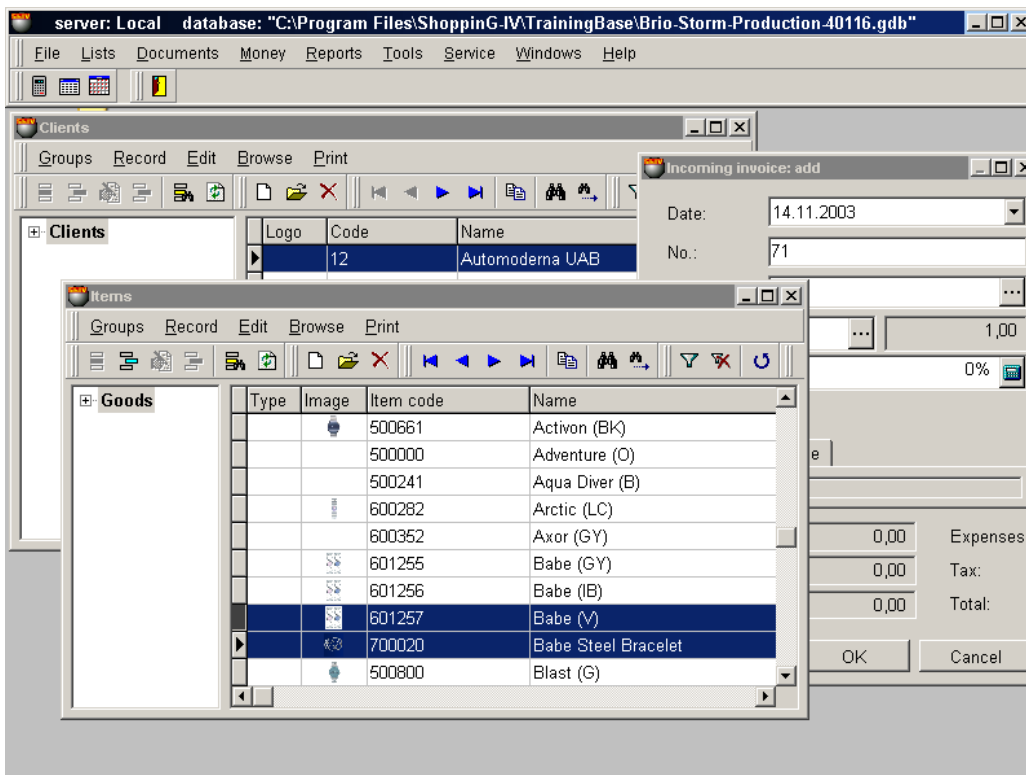 server: Local database: "C:\Program Files\ShoppinG-IV\TrainingBase\Brio-Storm-Production-40116.gdb"
File Lists Documents Money Reports Tools Service Windows Help
Clients
Groups Record Edit Browse Print
Clients
Logo Code Name
12 Automoderna UAB
Incoming invoice: add
Date: 14.11.2003
No.: 71
1,00
0%
e
0,00 Expenses
0,00 Tax:
0,00 Total:
OK Cancel
Items
Groups Record Edit Browse Print
Goods
Type Image Item code Name
500661 Activon (BK)
500000 Adventure (O)
500241 Aqua Diver (B)
600282 Arctic (LC)
600352 Axor (GY)
601255 Babe (GY)
601256 Babe (IB)
601257 Babe (V)
700020 Babe Steel Bracelet
500800 Blast (G)